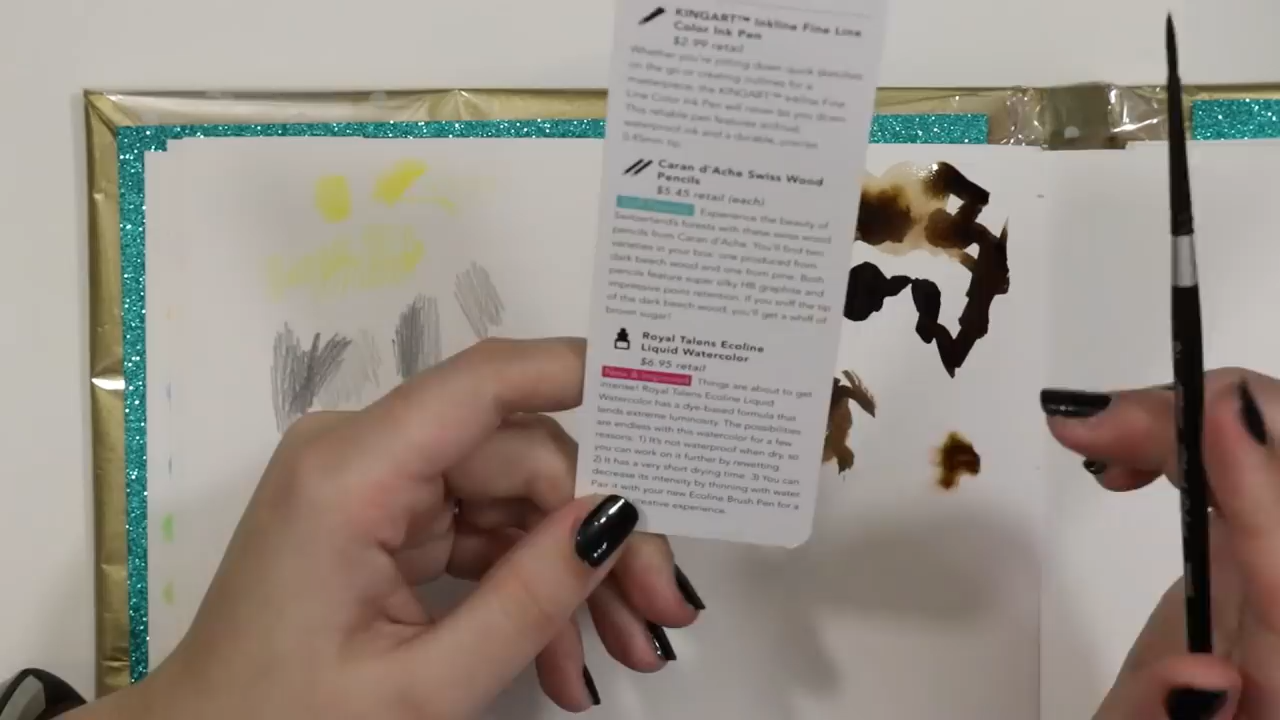 KINGART™ Inkline Fine Line
Color Ink Pen
$2.99 retail
Whether you're jotting down quick sketches
on the go or creating outlines for a
masterpiece, the KINGART™ Inkline Fine
Line Color Ink Pen will never let you down.
This reliable pen features archival,
waterproof ink and a durable, precise,
0.45mm tip.
Caran d'Ache Swiss Wood
Pencils
$5.45 retail (each)
Experience the beauty of
Switzerland's forests with these swiss wood
pencils from Caran d'Ache. You'll find two
varieties in your box: one produced from
dark beech wood and one from pine. Both
pencils feature super silky HB graphite and
impressive point retention. If you sniff the tip
of the dark beech wood, you'll get a whiff of
brown sugar!
Royal Talens Ecoline
Liquid Watercolor
$6.95 retail
New & Improved Things are about to get
intense! Royal Talens Ecoline Liquid
Watercolor has a dye-based formula that
lends extreme luminosity. The possibilities
are endless with this watercolor for a few
reasons: 1) It's not waterproof when dry, so
you can work on it further by rewetting.
2) It has a very short drying time. 3) You can
decrease its intensity by thinning with water.
Pair it with your new Ecoline Brush Pen for a
creative experience.